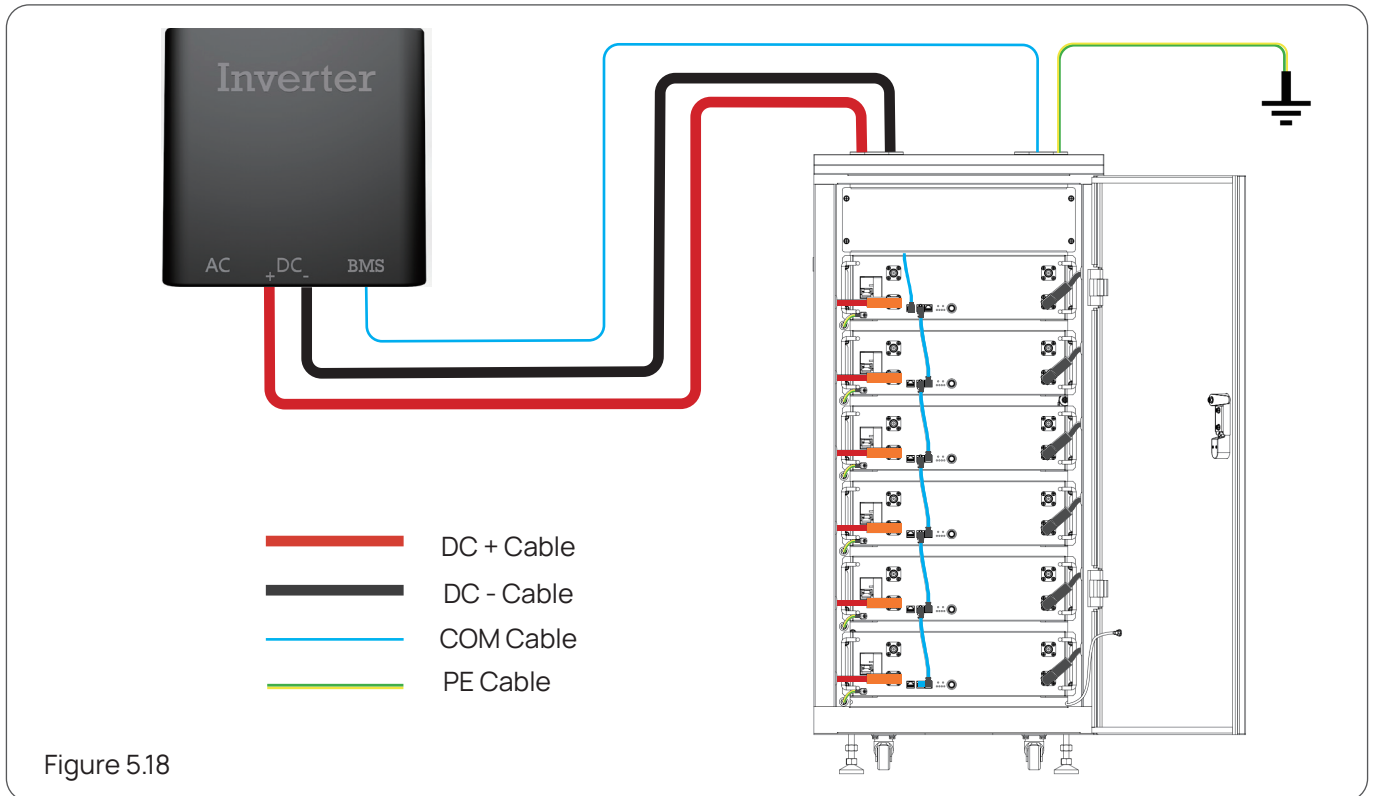 Inverter
AC + DC - BMS
DC + Cable
DC - Cable
COM Cable
PE Cable
Figure 5.18